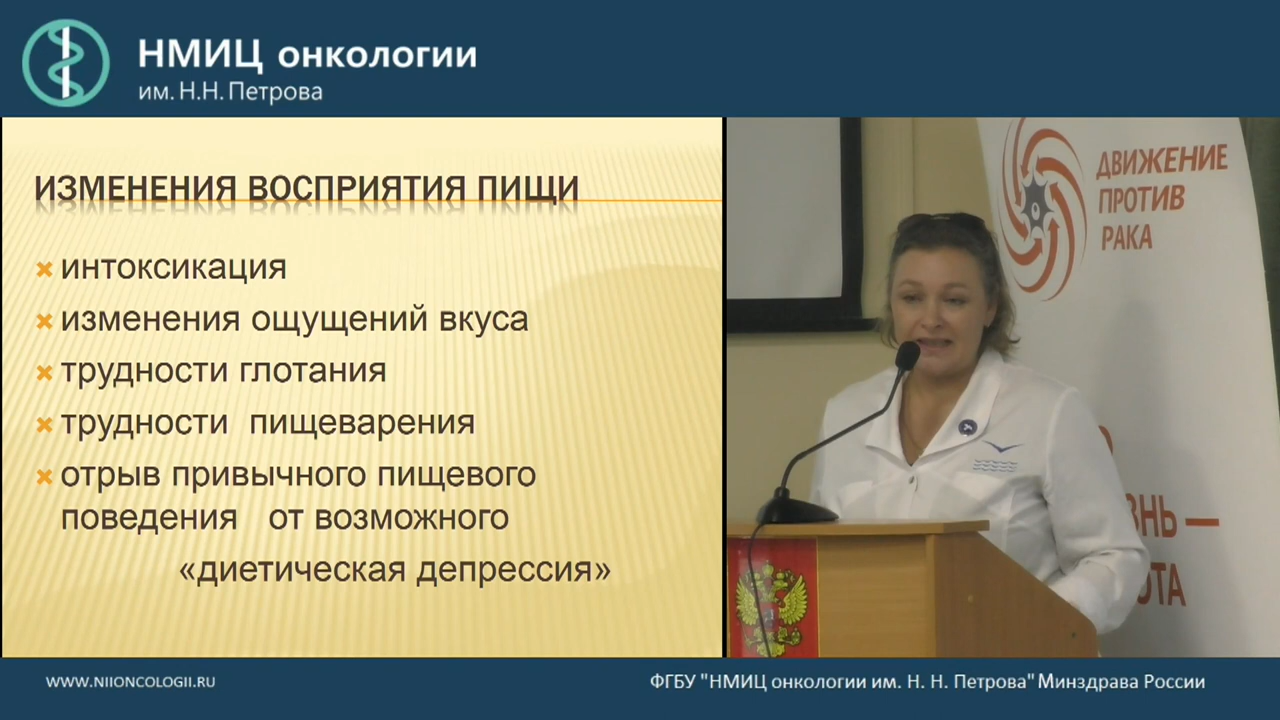 НМИЦ онкологии
им. Н.Н. Петрова
ИЗМЕНЕНИЯ ВОСПРИЯТИЯ ПИЩИ
интоксикация
изменения ощущений вкуса
трудности глотания
трудности пищеварения
отрыв привычного пищевого
поведения от возможного
«диетическая депрессия»
ДВИЖЕНИЕ
ПРОТИВ
РАКА
WWW.NIIONCOLOGII.RU
ФГБУ "НМИЦ онкологии им. Н. Н. Петрова" Минздрава России